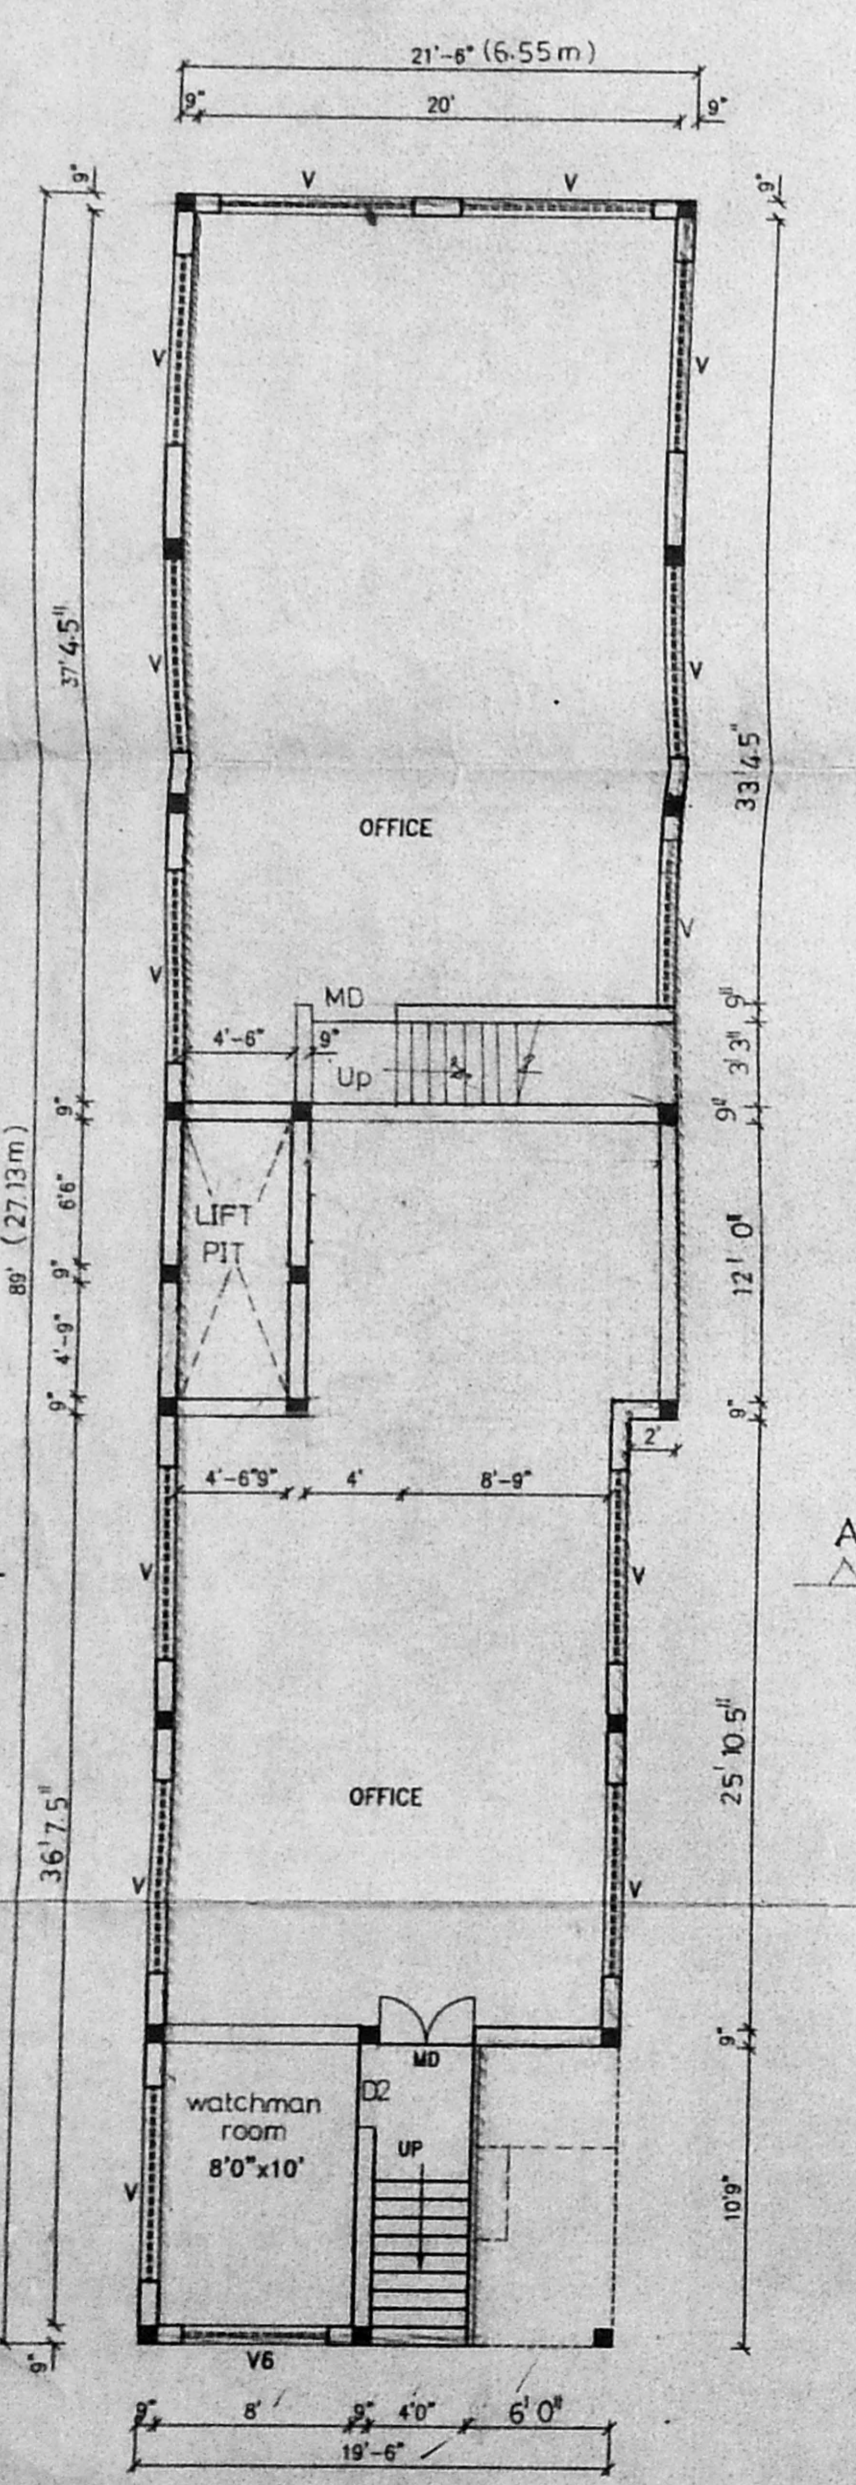 21'-6" (6.55m)
9" 20' 9"
9" 9"
V V
V V
37'4.5"
V V
33'4.5"
OFFICE
V V
MD
9"
4'-6" 9"
Up
3'3"
9" 9"
89' (27.13m)
6'6"
LIFT
PIT
12' 0"
9"
4'-9"
9" 9"
2'
4'-6" 9" 4' 8'-9"
A
V V
25' 10.5"
OFFICE
36'7.5"
V V
9"
MD
D2
watchman
room
8'0"x10'
UP
V
10'9"
9"
V6
9" 8' 9" 4'0" 6'0"
19'-6"